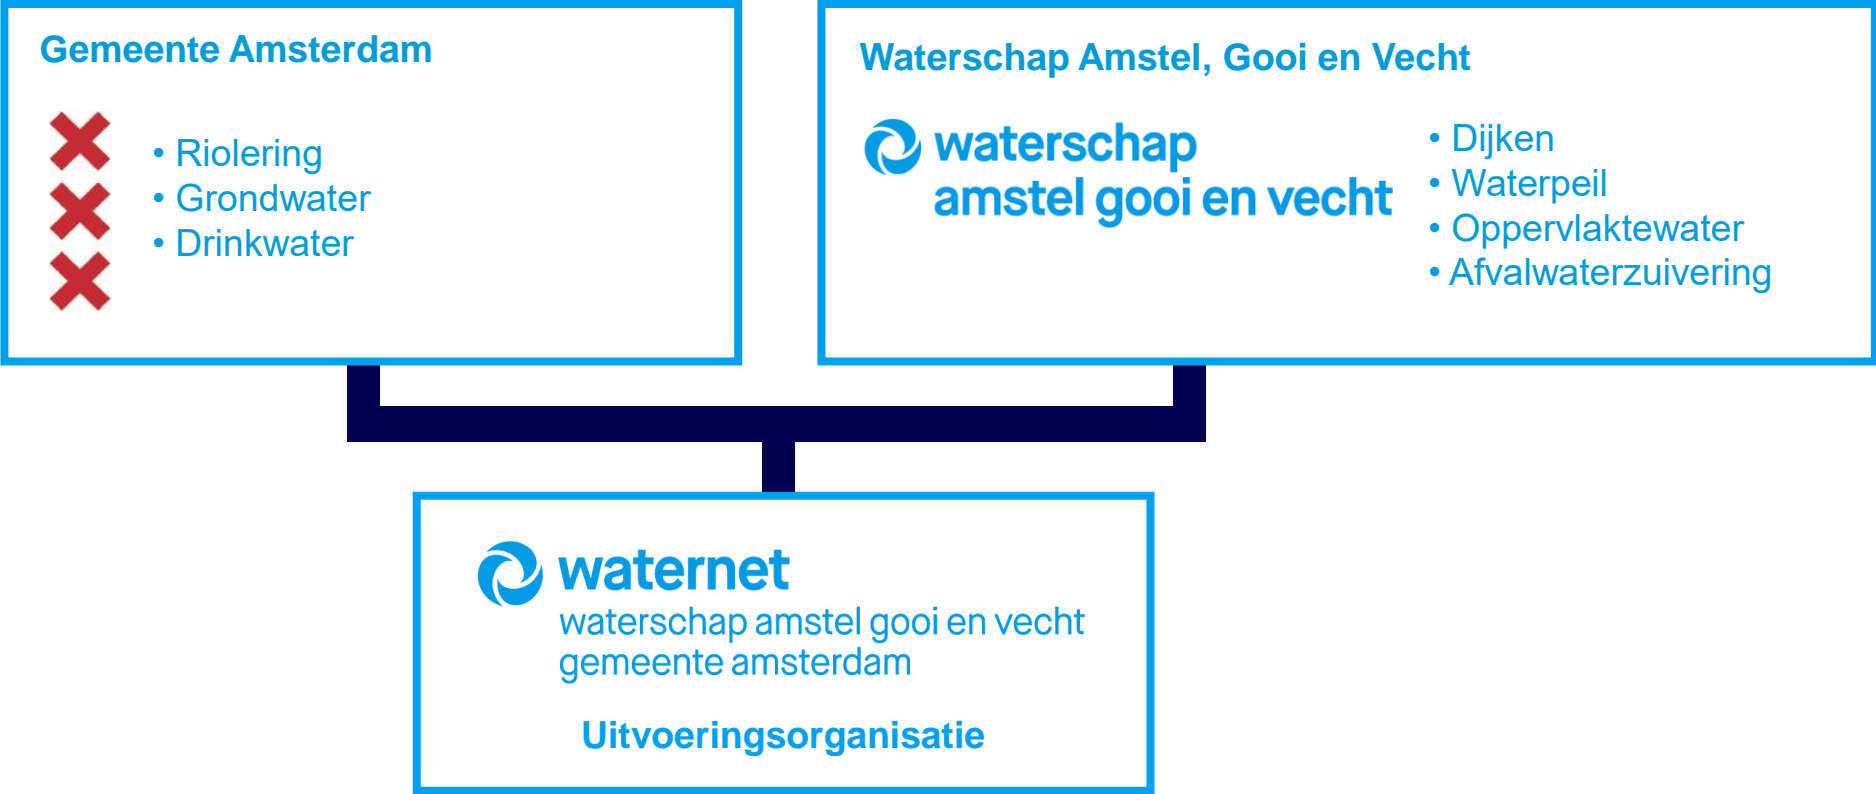 Gemeente Amsterdam
• Riolering
• Grondwater
• Drinkwater
Waterschap Amstel, Gooi en Vecht
waterschap
amstel gooi en vecht
• Dijken
• Waterpeil
• Oppervlaktewater
• Afvalwaterzuivering
waternet
waterschap amstel gooi en vecht
gemeente amsterdam
Uitvoeringsorganisatie